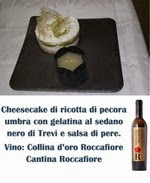 Cheesecake di ricotta di pecora
umbra con gelatina al sedano
nero di Trevi e salsa di pere.
Vino: Collina d'oro Roccafiore
Cantina Roccafiore